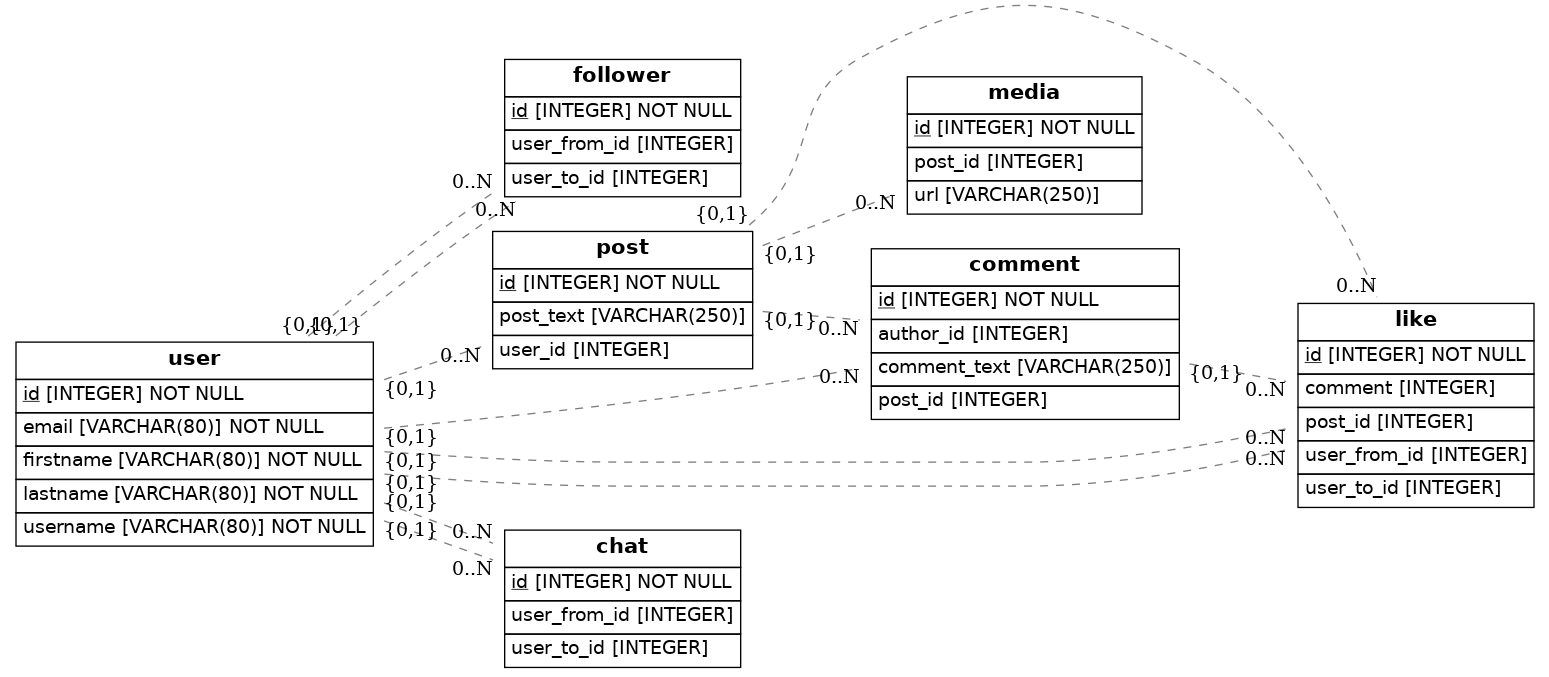 follower
id [INTEGER] NOT NULL
user_from_id [INTEGER]
user_to_id [INTEGER]
media
id [INTEGER] NOT NULL
post_id [INTEGER]
url [VARCHAR(250)]
0..N
0..N
{0,1}
0..N
post
id [INTEGER] NOT NULL
post_text [VARCHAR(250)]
user_id [INTEGER]
{0,1}
{0,1}
0..N
comment
id [INTEGER] NOT NULL
author_id [INTEGER]
comment_text [VARCHAR(250)]
post_id [INTEGER]
0..N
like
id [INTEGER] NOT NULL
comment [INTEGER]
post_id [INTEGER]
user_from_id [INTEGER]
user_to_id [INTEGER]
{0,1}
{0,1}
user
id [INTEGER] NOT NULL
email [VARCHAR(80)] NOT NULL
firstname [VARCHAR(80)] NOT NULL
lastname [VARCHAR(80)] NOT NULL
username [VARCHAR(80)] NOT NULL
0..N
{0,1}
0..N
{0,1}
{0,1}
0..N
{0,1}
0..N
{0,1}
0..N
{0,1}
0..N
{0,1}
0..N
chat
id [INTEGER] NOT NULL
user_from_id [INTEGER]
user_to_id [INTEGER]